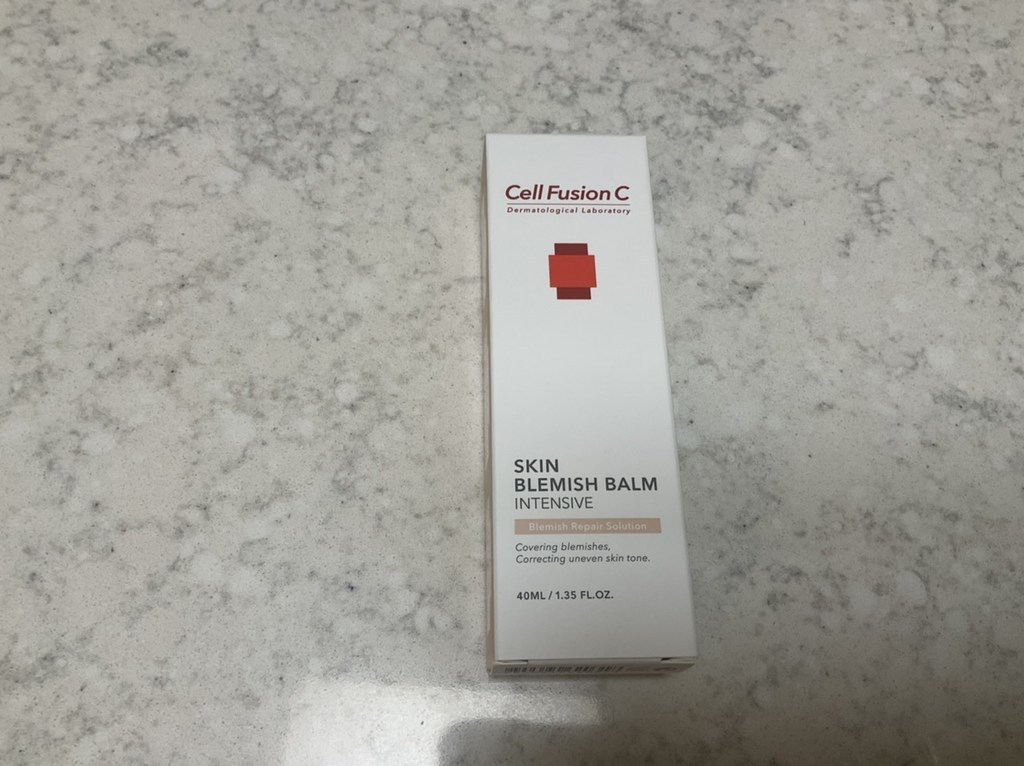 Cell Fusion C
Dermatological Laboratory
SKIN
BLEMISH BALM
INTENSIVE
Blemish Repair Solution
Covering blemishes,
Correcting uneven skin tone.
40ML / 1.35 FL.OZ.